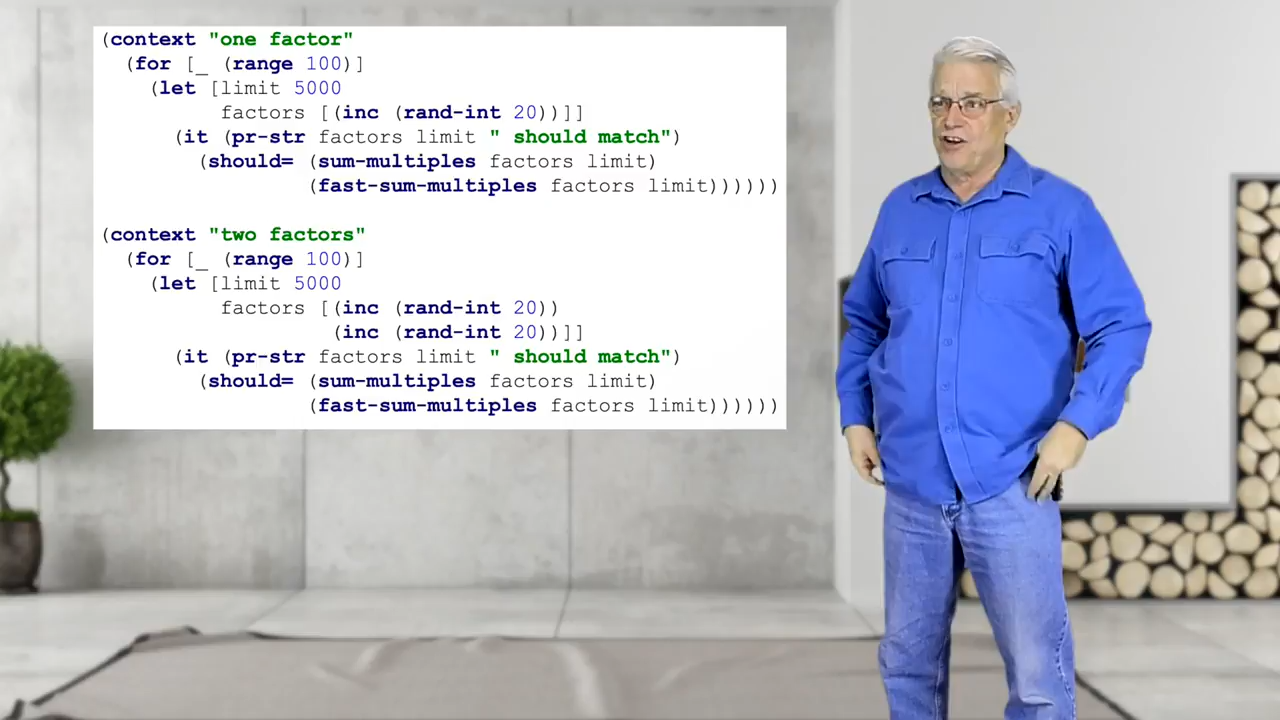 (context "one factor"
(for [_ (range 100)]
(let [limit 5000
factors [(inc (rand-int 20))]]
(it (pr-str factors limit " should match")
(should= (sum-multiples factors limit)
(fast-sum-multiples factors limit))))))
(context "two factors"
(for [_ (range 100)]
(let [limit 5000
factors [(inc (rand-int 20))
(inc (rand-int 20))]]
(it (pr-str factors limit " should match")
(should= (sum-multiples factors limit)
(fast-sum-multiples factors limit))))))